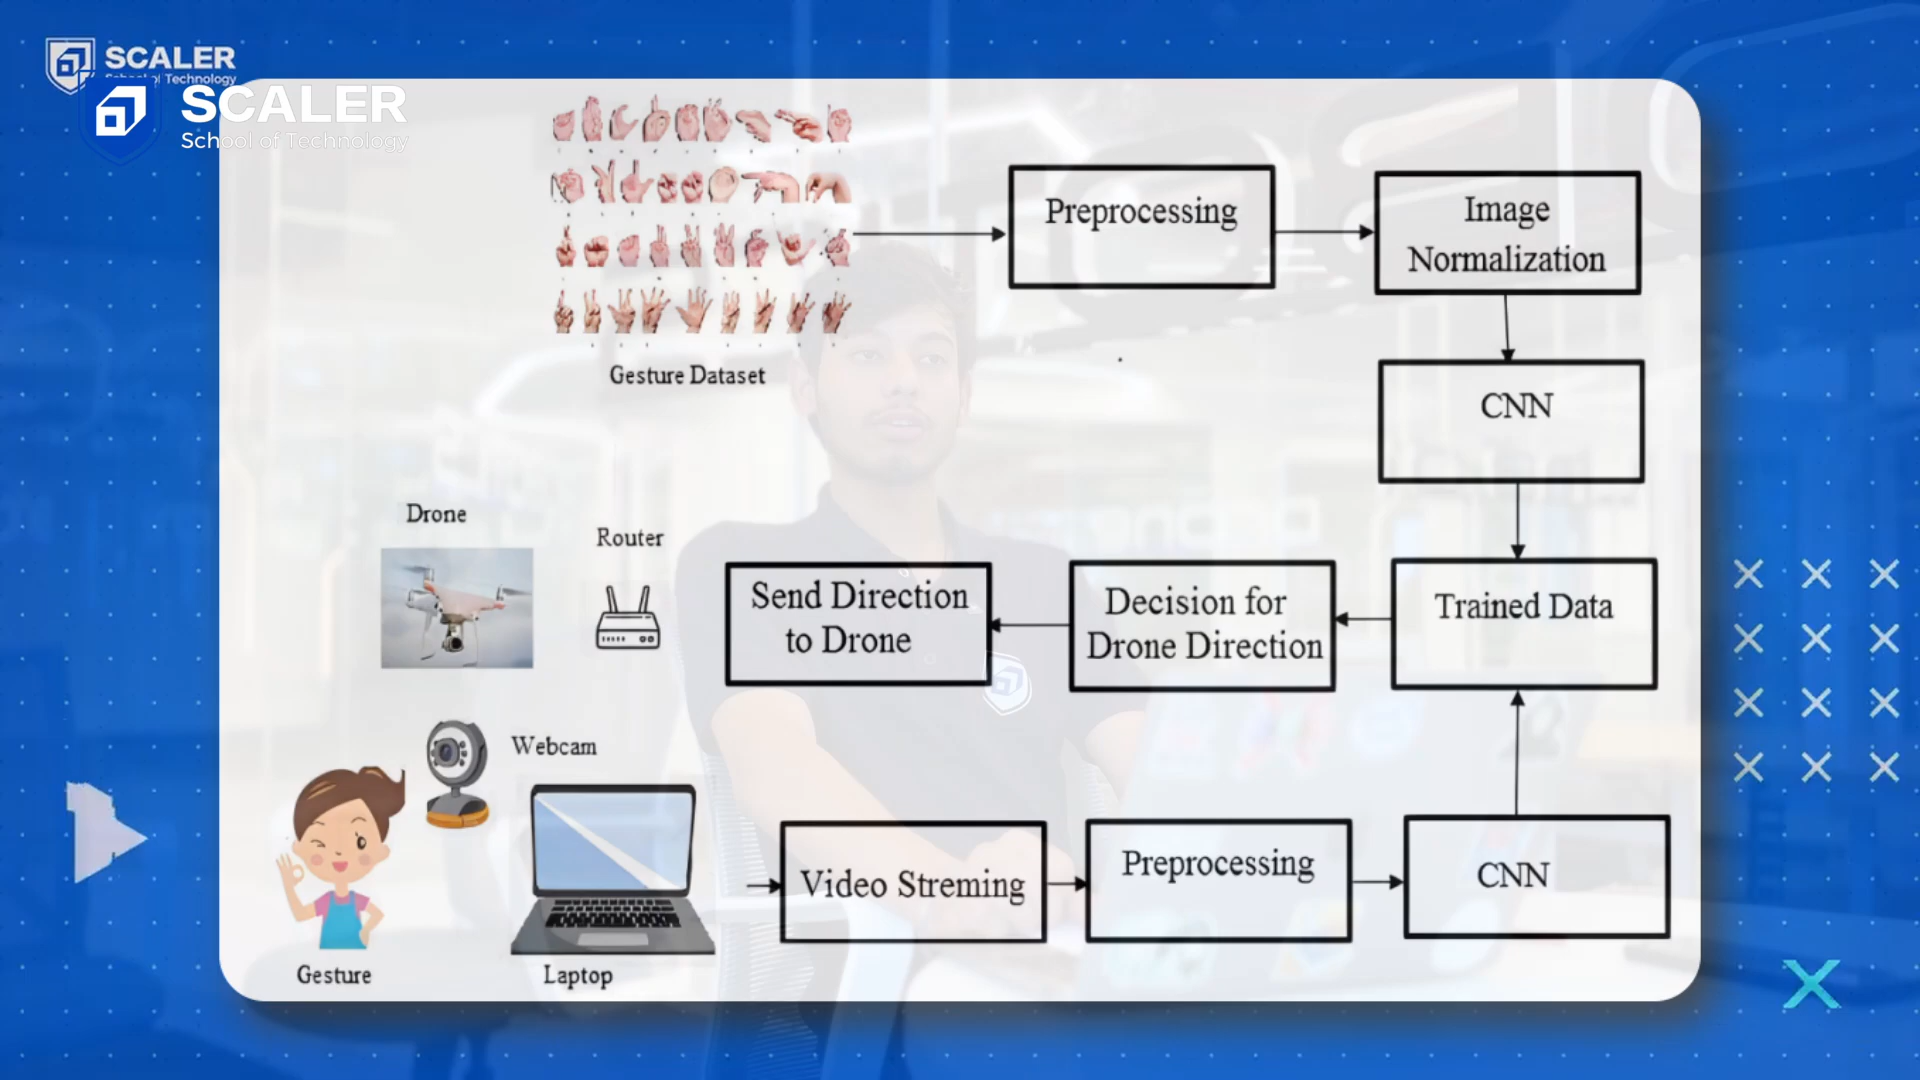 SCALER
School of Technology
SCALER
School of Technology
Preprocessing
Image
Normalization
Gesture Dataset
CNN
Drone
Router
Send Direction
to Drone
Decision for
Drone Direction
Trained Data
Webcam
Video Streming
Preprocessing
CNN
Gesture
Laptop